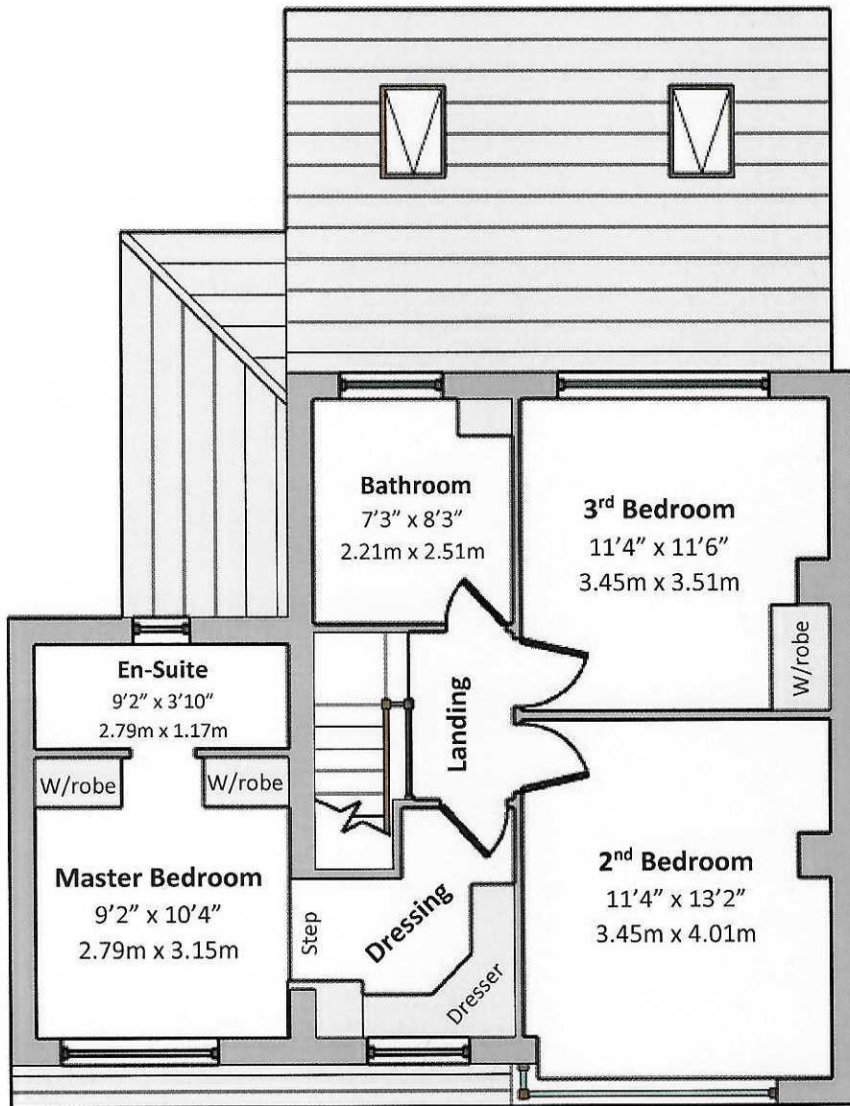 Bathroom
7’3” x 8’3”
2.21m x 2.51m
3rd Bedroom
11’4” x 11’6”
3.45m x 3.51m
W/robe
En-Suite
9’2” x 3’10”
2.79m x 1.17m
Landing
W/robe
W/robe
Master Bedroom
9’2” x 10’4”
2.79m x 3.15m
Step
Dressing
Dresser
2nd Bedroom
11’4” x 13’2”
3.45m x 4.01m